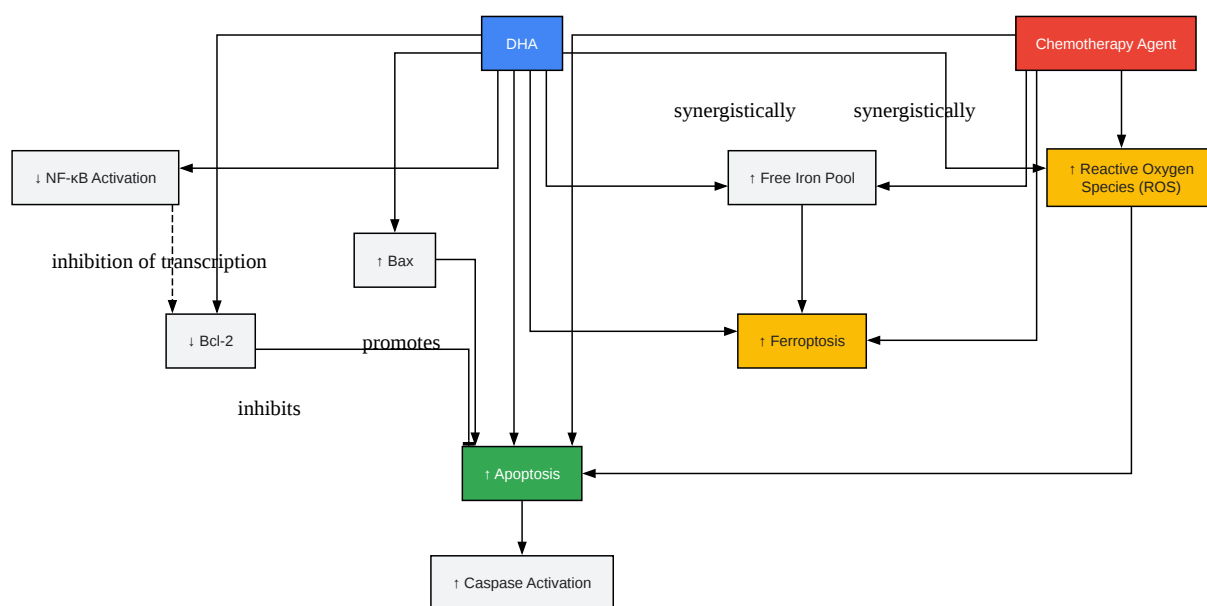 DHA
Chemotherapy Agent
synergistically
synergistically
↓ NF-κB Activation
↑ Free Iron Pool
↑ Reactive Oxygen
Species (ROS)
inhibition of transcription
↑ Bax
↓ Bcl-2
promotes
↑ Ferroptosis
inhibits
↑ Apoptosis
↑ Caspase Activation